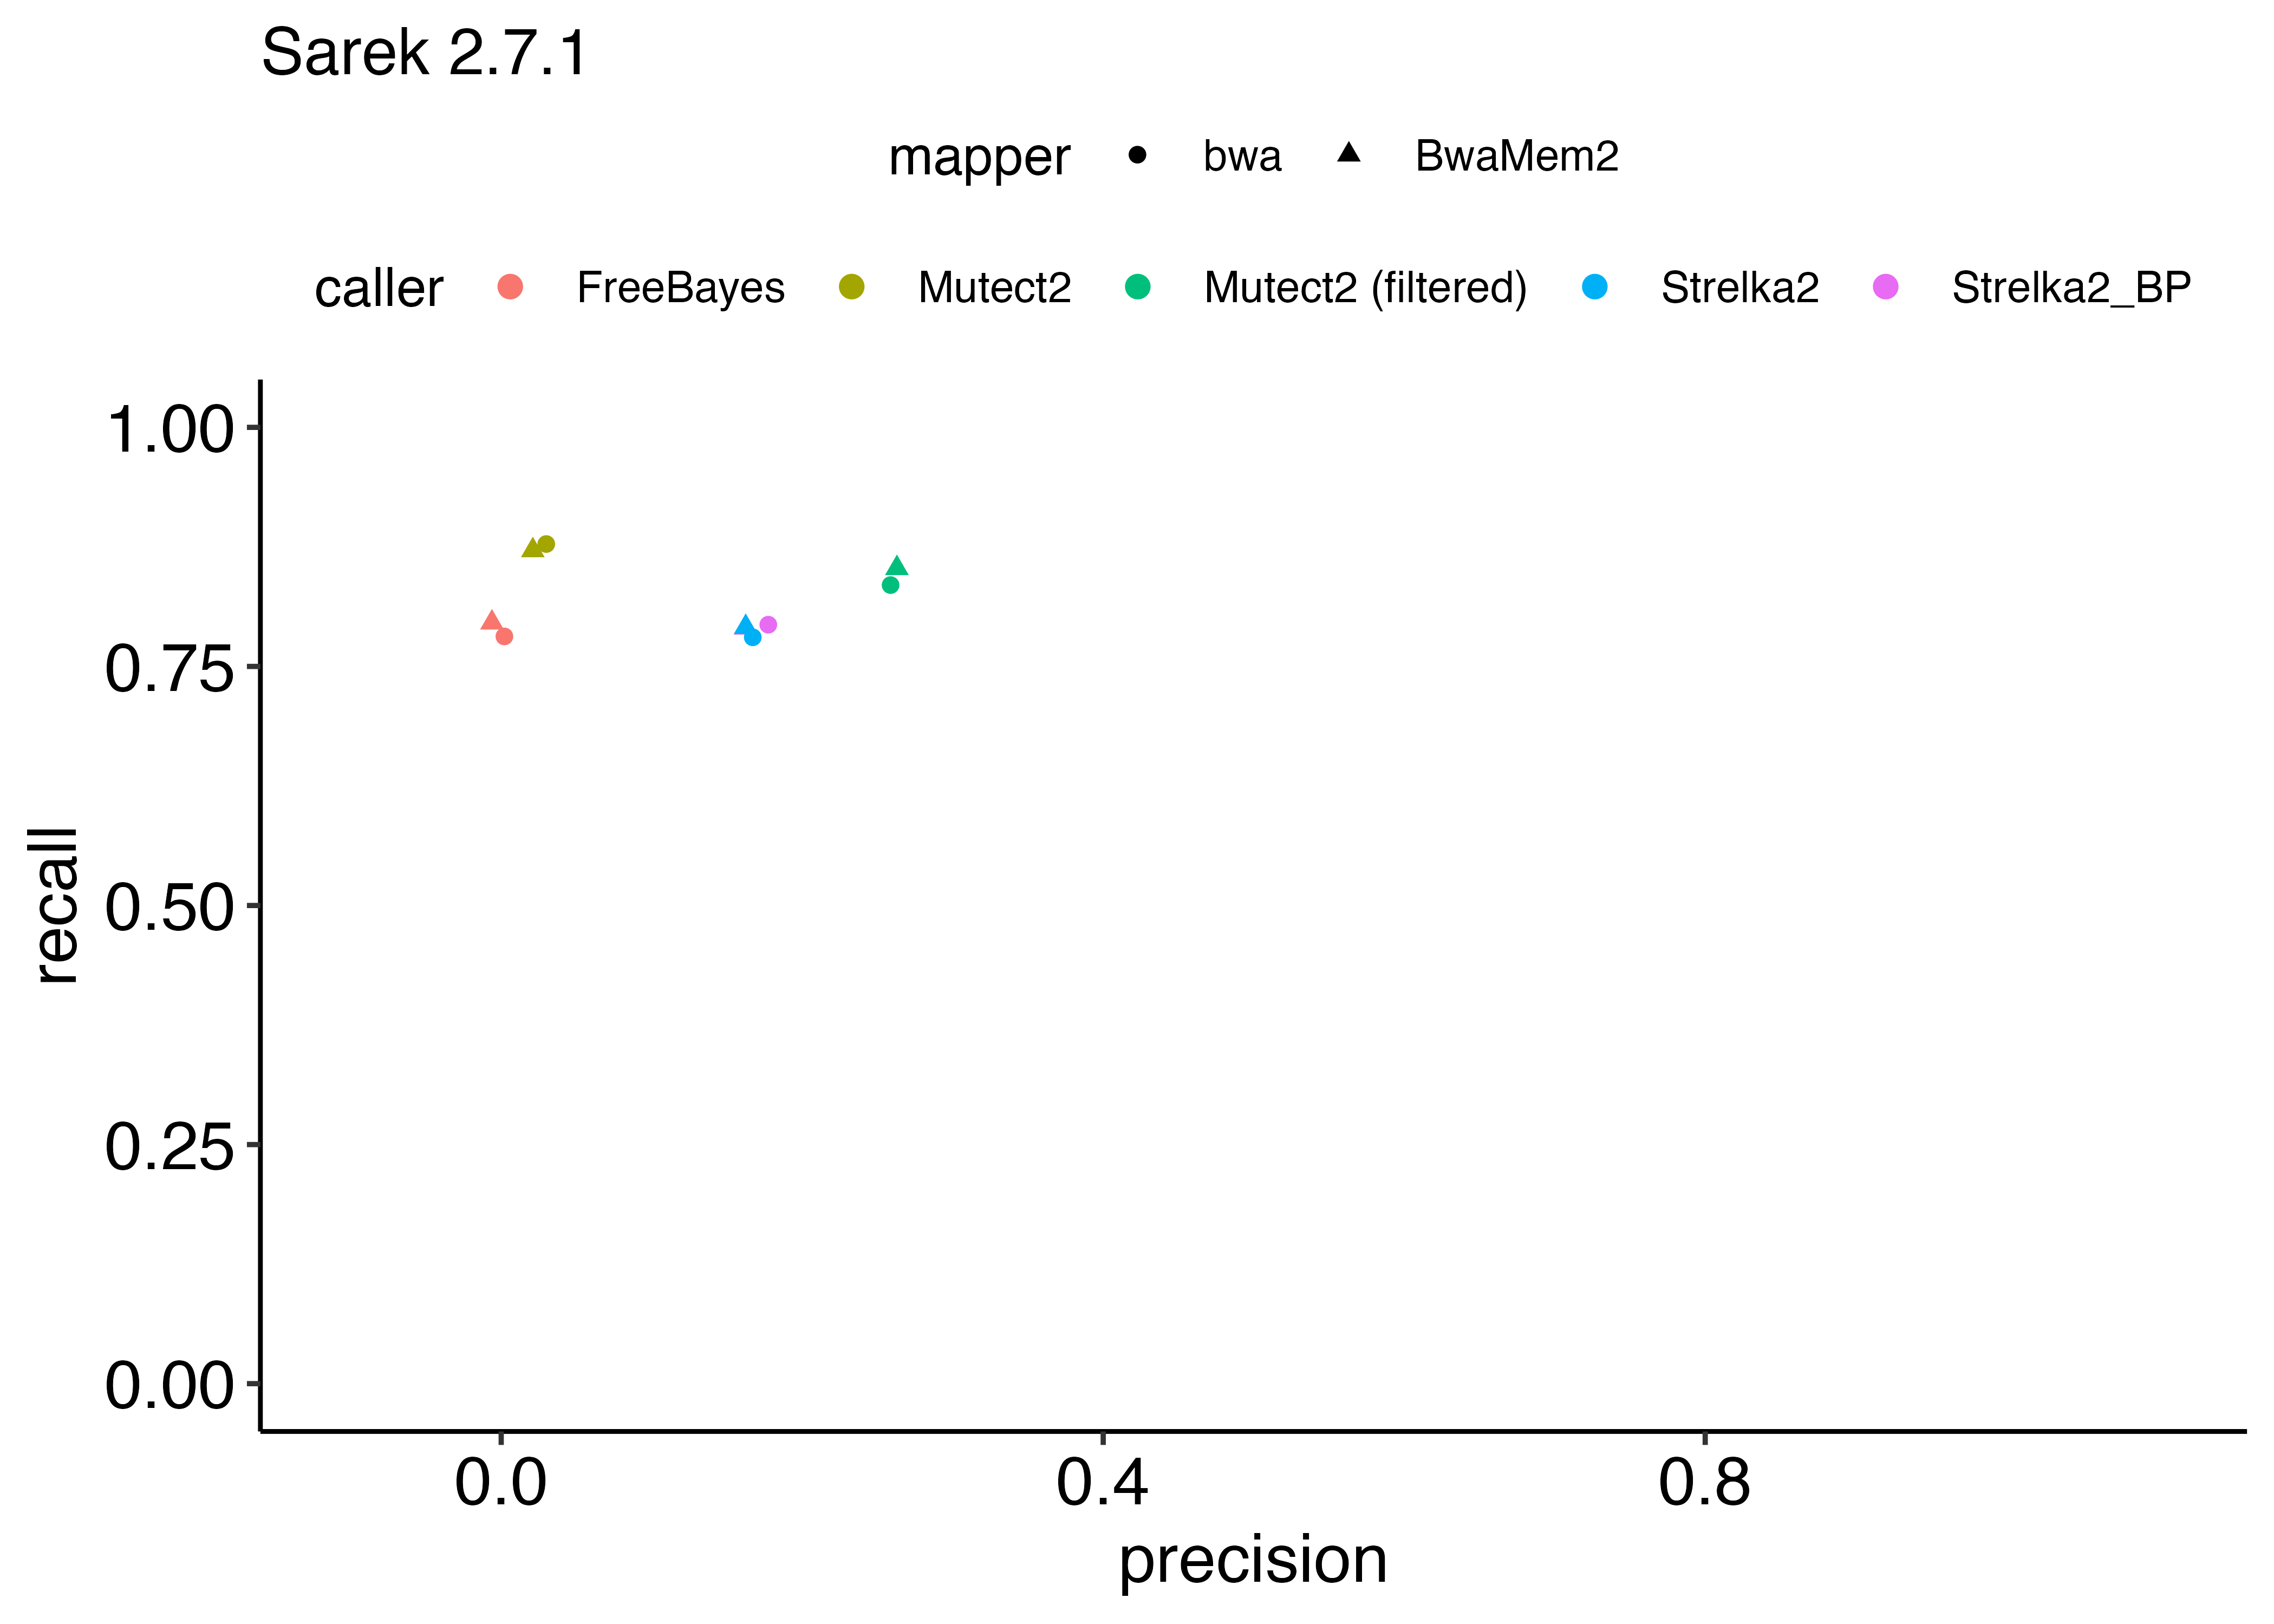 Sarek 2.7.1
mapper bwa BwaMem2
caller FreeBayes Mutect2 Mutect2 (filtered) Strelka2 Strelka2_BP
1.00
0.75
0.50
0.25
0.00
recall
0.0 0.4 0.8
precision